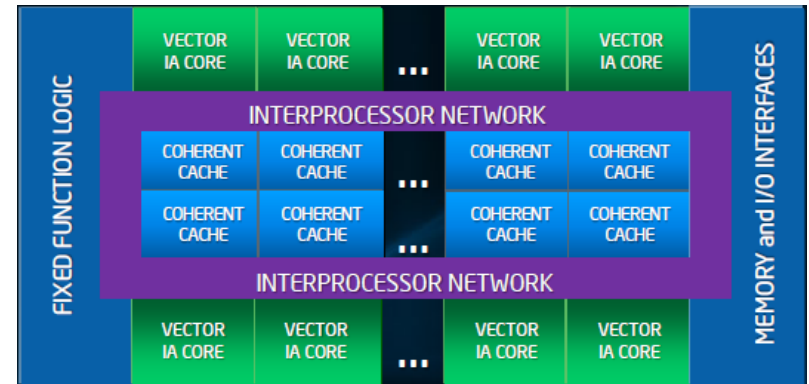 FIXED FUNCTION LOGIC
VECTOR
IA CORE
VECTOR
IA CORE
...
VECTOR
IA CORE
VECTOR
IA CORE
INTERPROCESSOR NETWORK
COHERENT
CACHE
COHERENT
CACHE
...
COHERENT
CACHE
COHERENT
CACHE
COHERENT
CACHE
COHERENT
CACHE
...
COHERENT
CACHE
COHERENT
CACHE
INTERPROCESSOR NETWORK
VECTOR
IA CORE
VECTOR
IA CORE
...
VECTOR
IA CORE
VECTOR
IA CORE
MEMORY and I/O INTERFACES